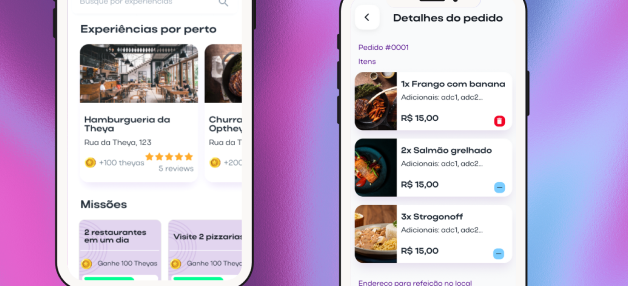 Busque por experiências
Experiências por perto
Hamburgueria da
Theya
Rua da Theya, 123
+100 theyas
5 reviews
Churra
Opthey
Rua da T
+200
Missões
2 restaurantes
em um dia
Ganhe 100 Theyas
Visite 2 pizzarias
Ganhe 100 Theyas
Detalhes do pedido
Pedido #0001
Itens
1x Frango com banana
Adicionais: adc1, adc2...
R$ 15,00
2x Salmão grelhado
Adicionais: adc1, adc2...
R$ 15,00
3x Strogonoff
Adicionais: adc1, adc2...
R$ 15,00
Endereço para refeição no local